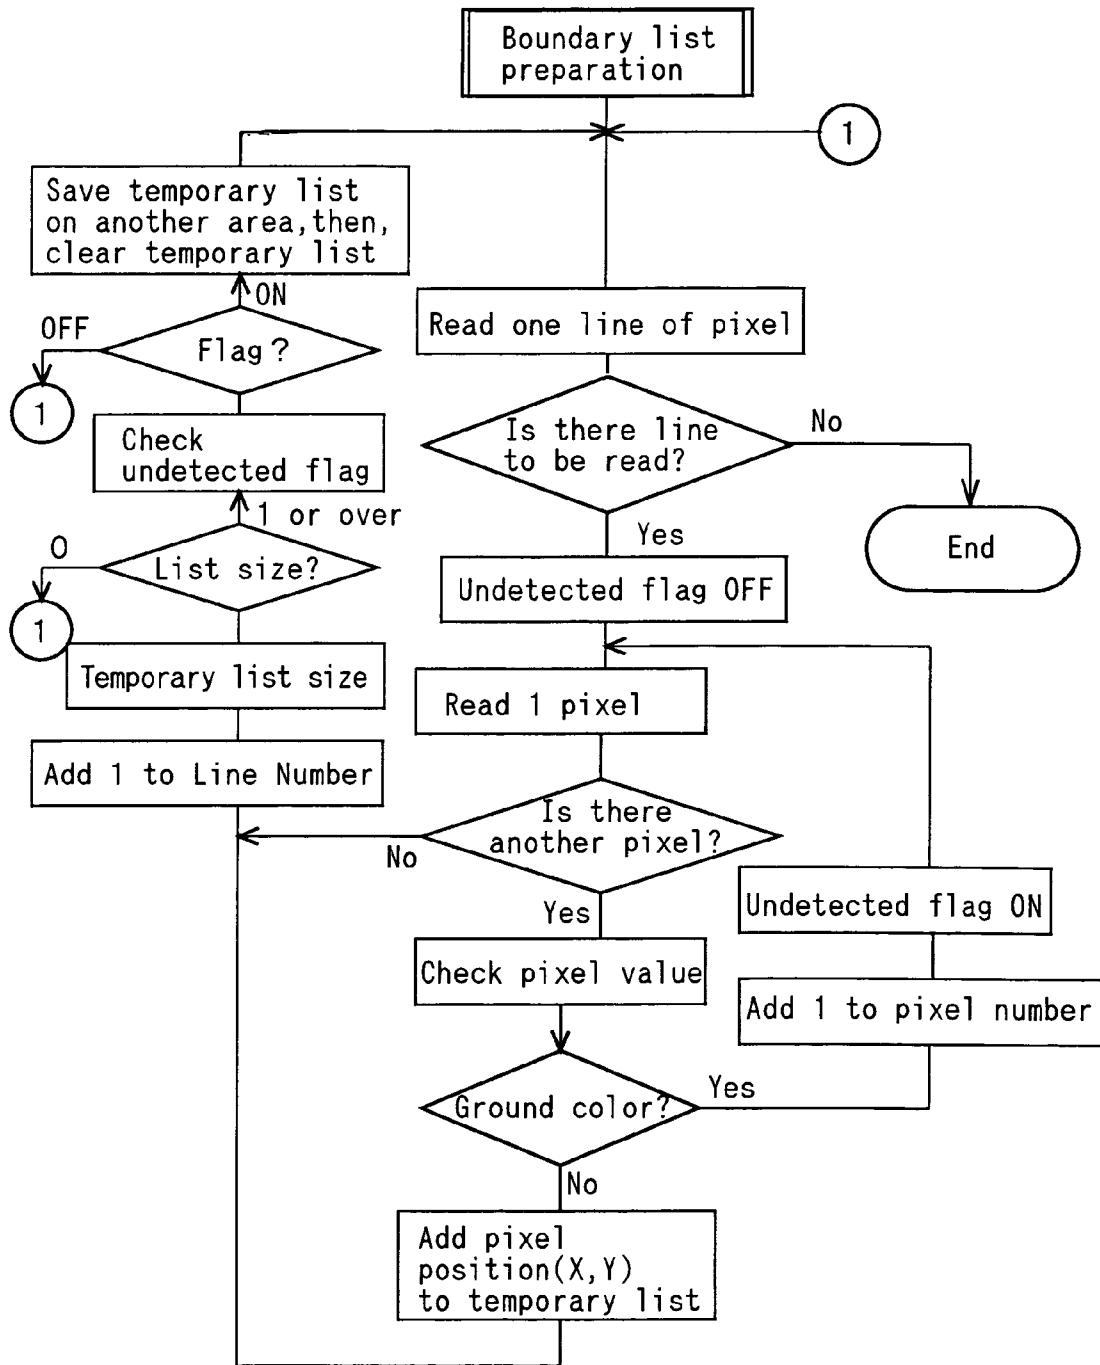 Boundary list
preparation
1
Save temporary list
on another area,then,
clear temporary list
ON
OFF
Flag?
1
Read one line of pixel
Is there line
to be read?
No
Yes
End
Check
undetected flag
1 or over
O
List size?
1
Undetected flag OFF
Temporary list size
Read 1 pixel
Add 1 to Line Number
Is there
another pixel?
No
Yes
Undetected flag ON
Check pixel value
Add 1 to pixel number
Ground color?
Yes
No
Add pixel
position(X,Y)
to temporary list